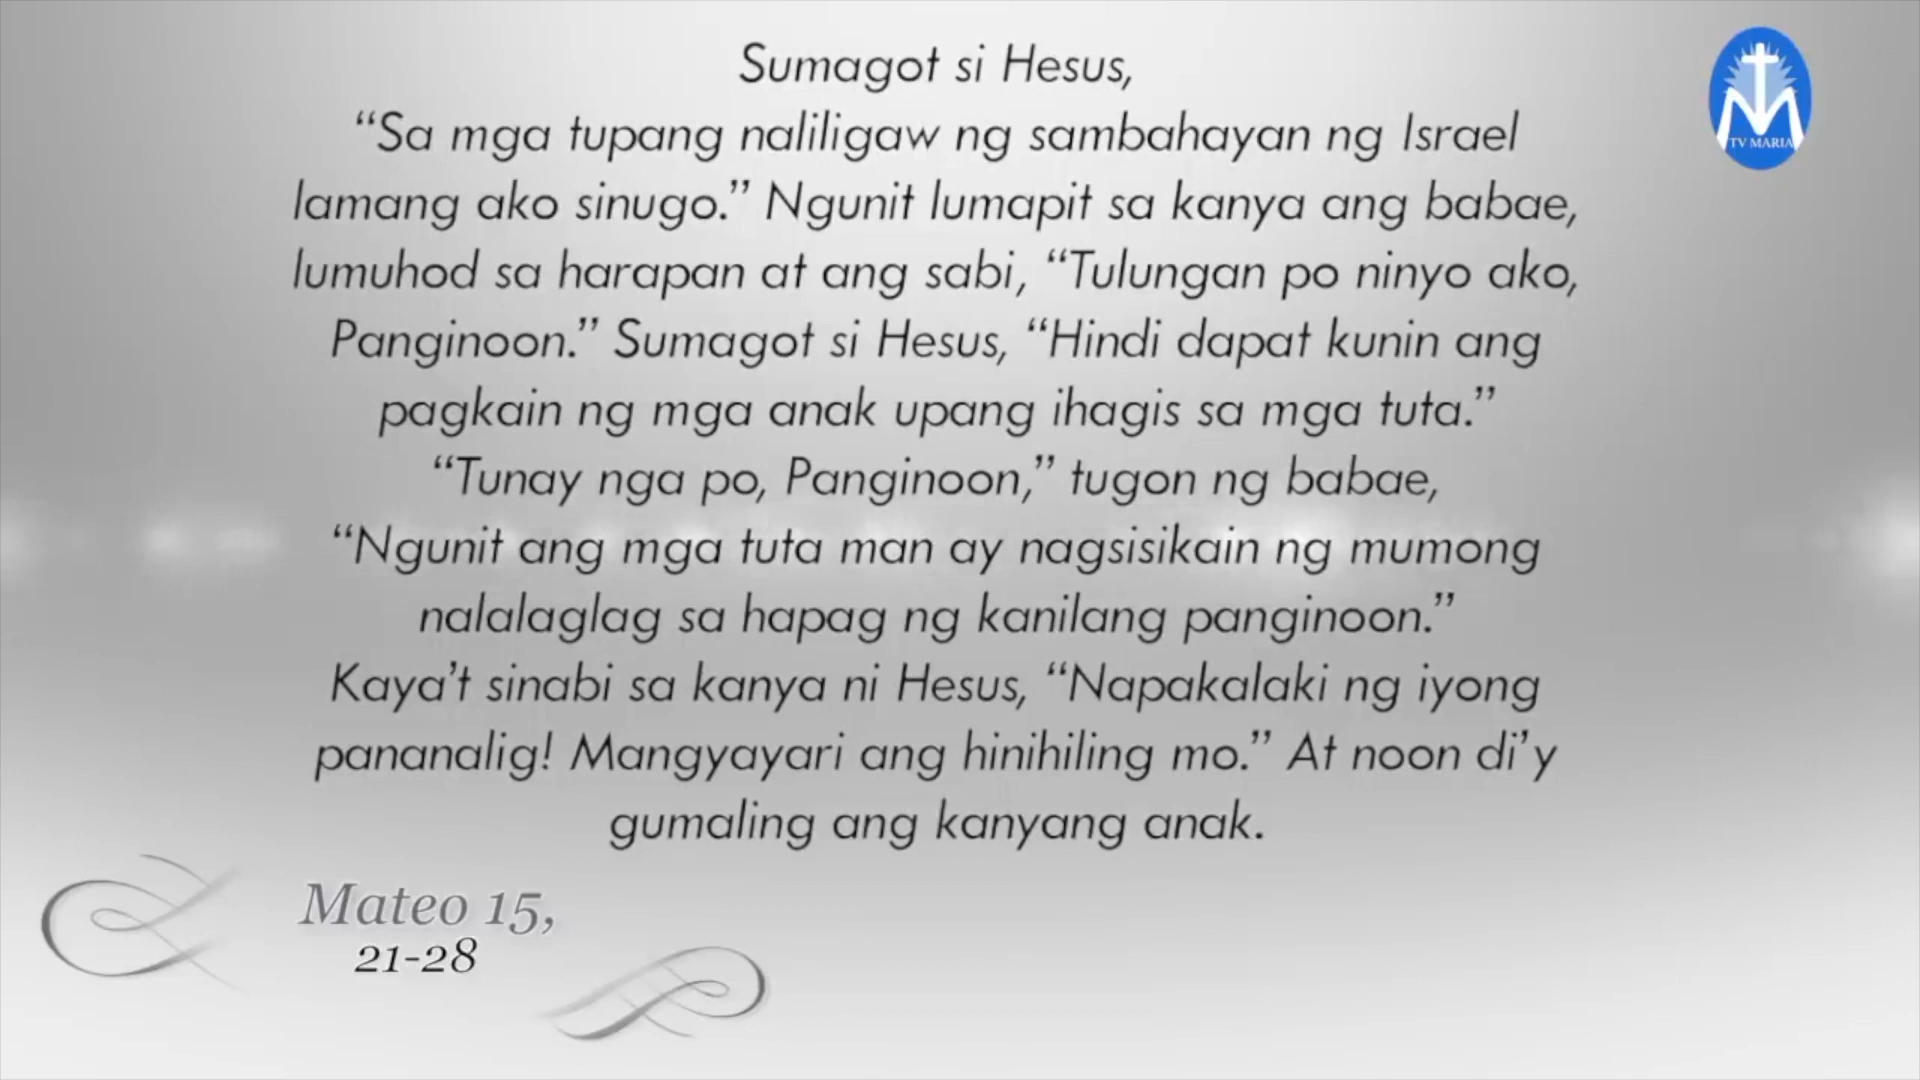 Sumagot si Hesus,
“Sa mga tupang naliligaw ng sambahayan ng Israel
lamang ako sinugo.” Ngunit lumapit sa kanya ang babae,
lumuhod sa harapan at ang sabi, “Tulungan po ninyo ako,
Panginoon.” Sumagot si Hesus, “Hindi dapat kunin ang
pagkain ng mga anak upang ihagis sa mga tuta.”
“Tunay nga po, Panginoon,” tugon ng babae,
“Ngunit ang mga tuta man ay nagsisikain ng mumong
nalalaglag sa hapag ng kanilang panginoon.”
Kaya’t sinabi sa kanya ni Hesus, “Napakalaki ng iyong
pananalig! Mangyayari ang hinihiling mo.” At noon di’y
gumaling ang kanyang anak.
Mateo 15,
21-28
TV MARIA